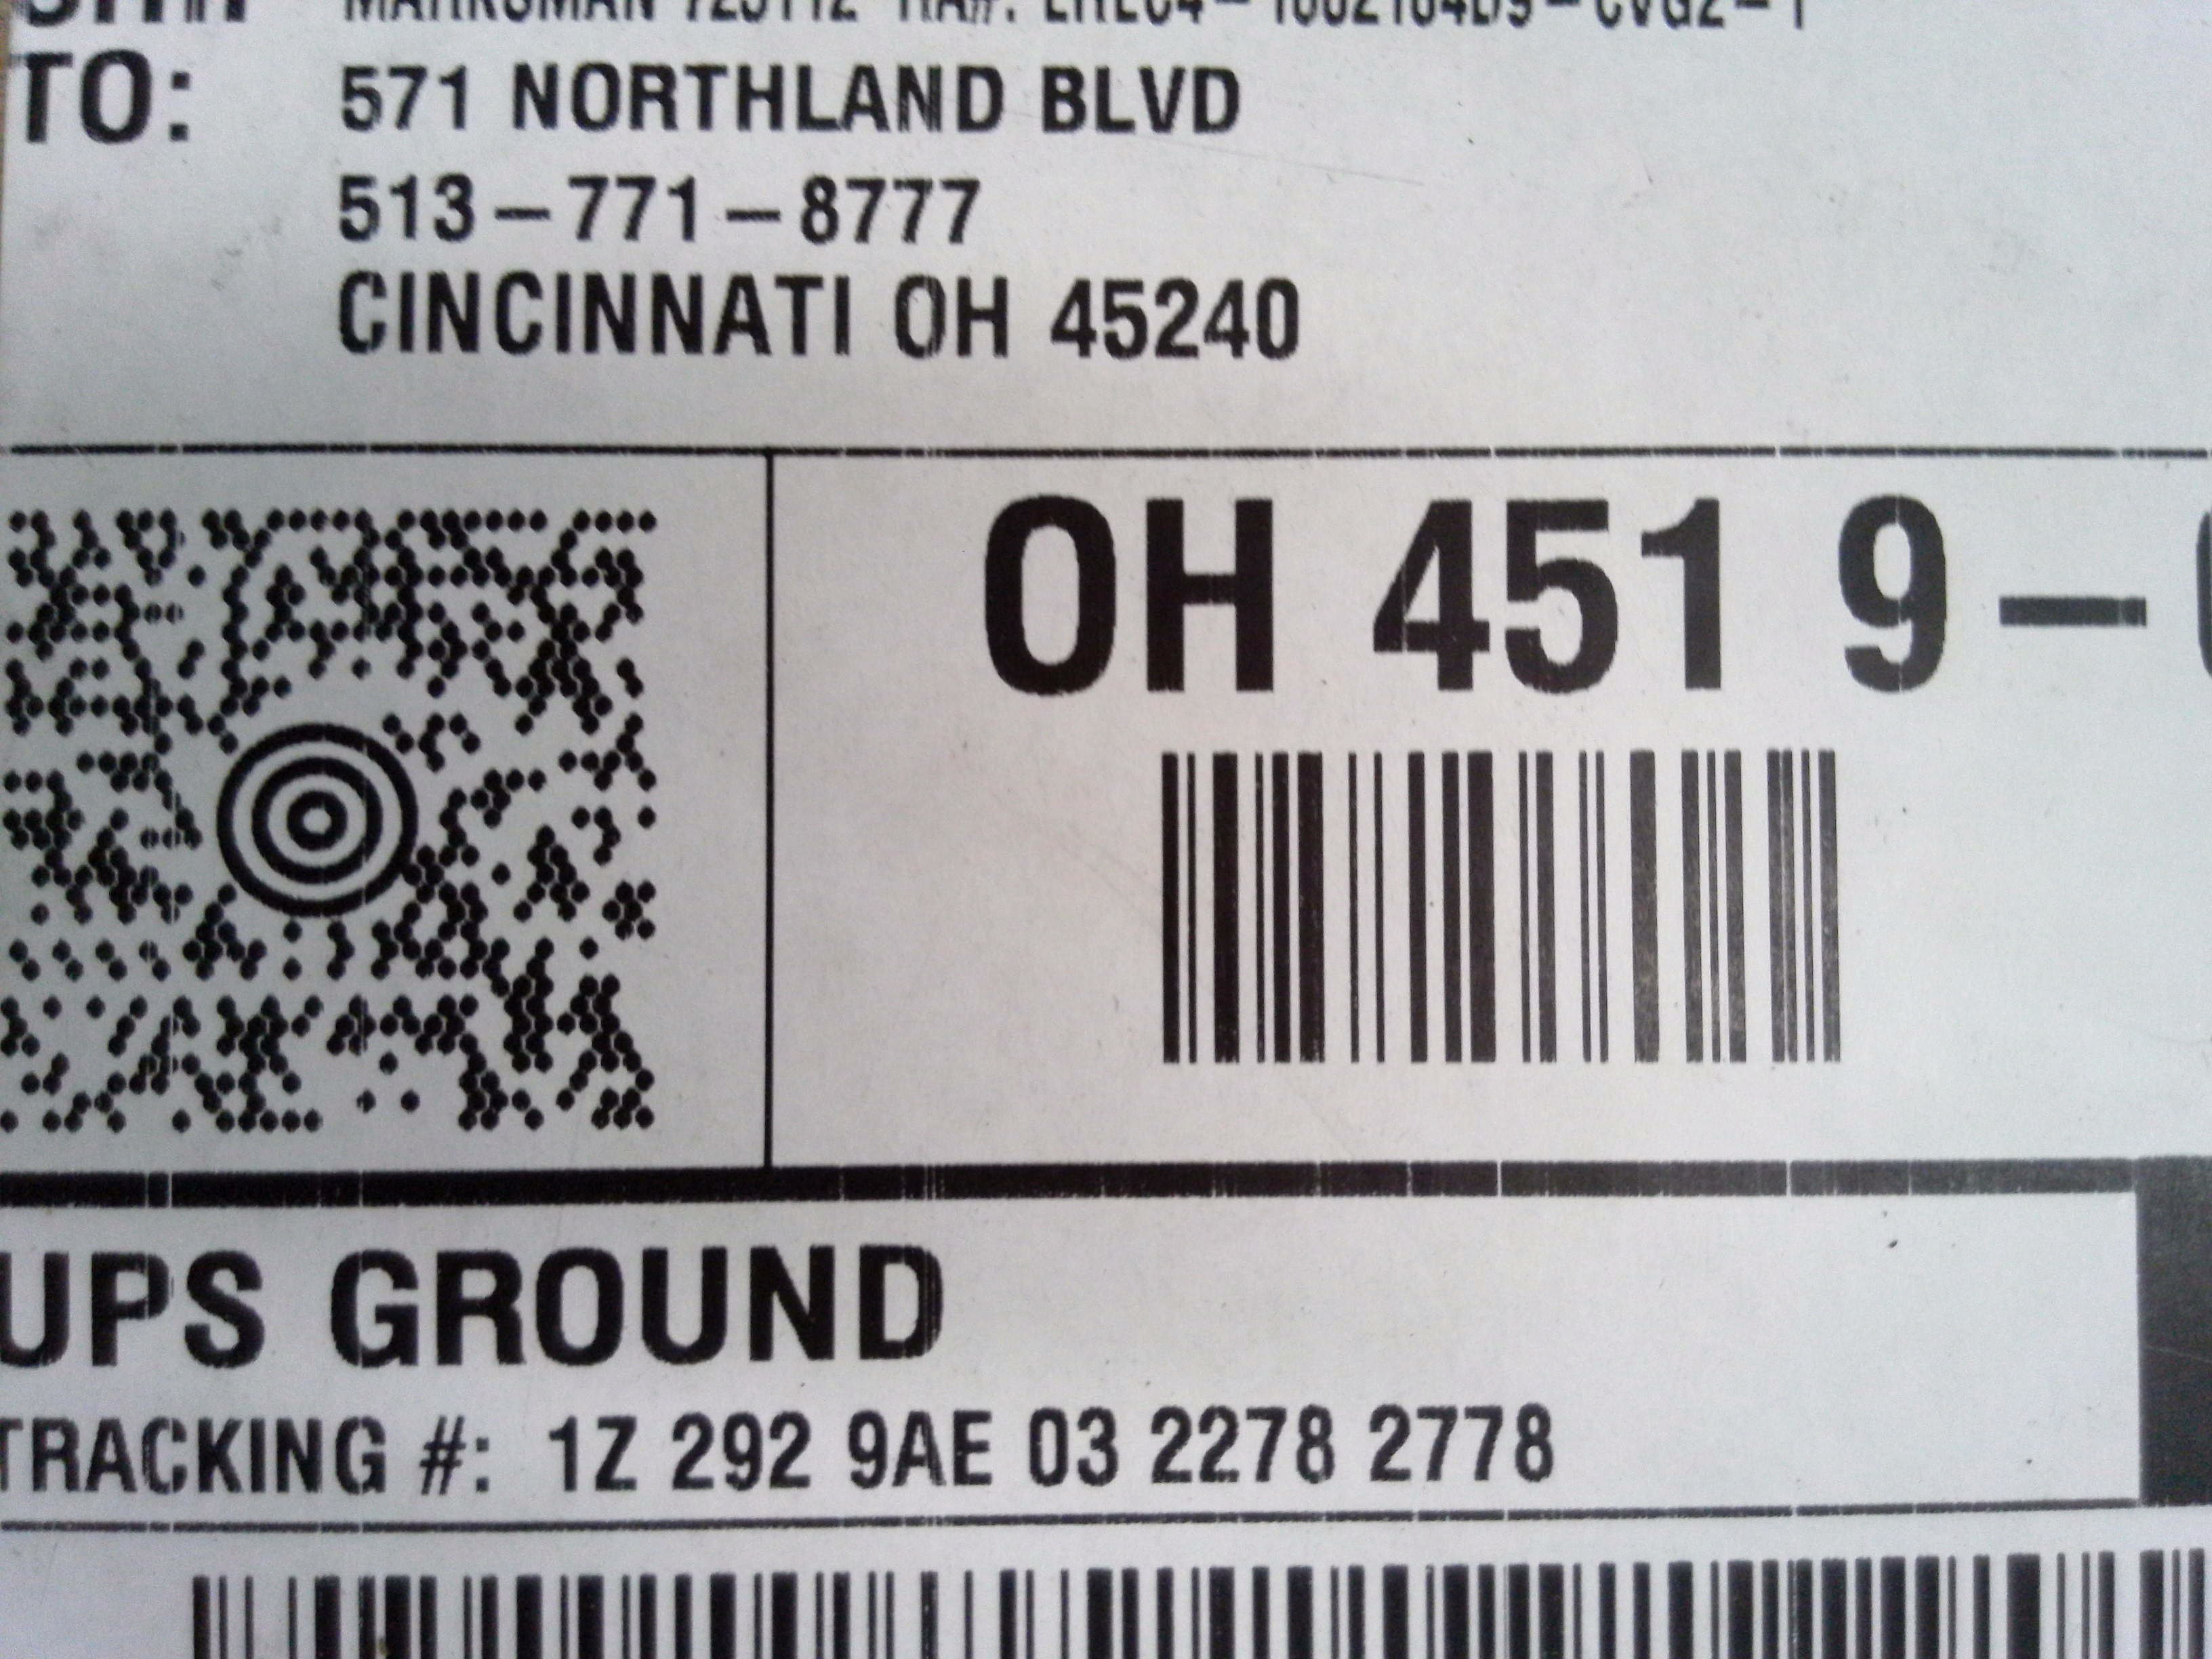 TO:
571 NORTHLAND BLVD
513-771-8777
CINCINNATI OH 45240
OH 451 9-
UPS GROUND
TRACKING #: 1Z 292 9AE 03 2278 2778